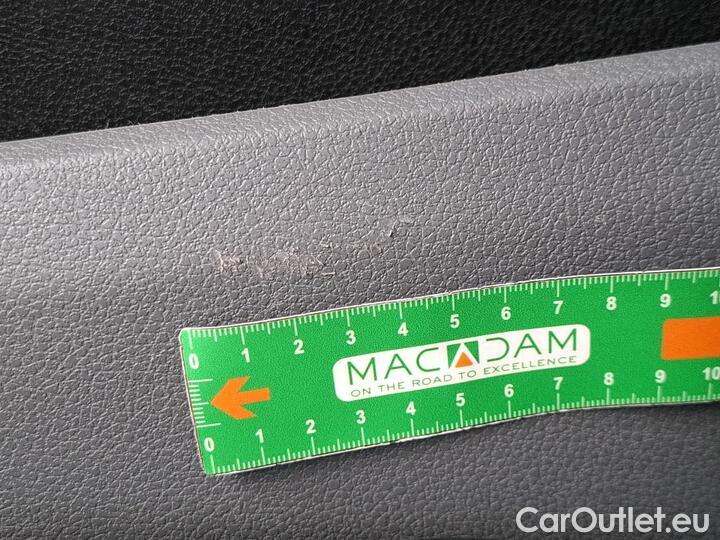 0 1 2 3 4 5 6 7 8 9 1
MACADAM
ON THE ROAD TO EXCELLENCE
0 1 2 3 4 5 6 7 8 9 10
CarOutlet.eu